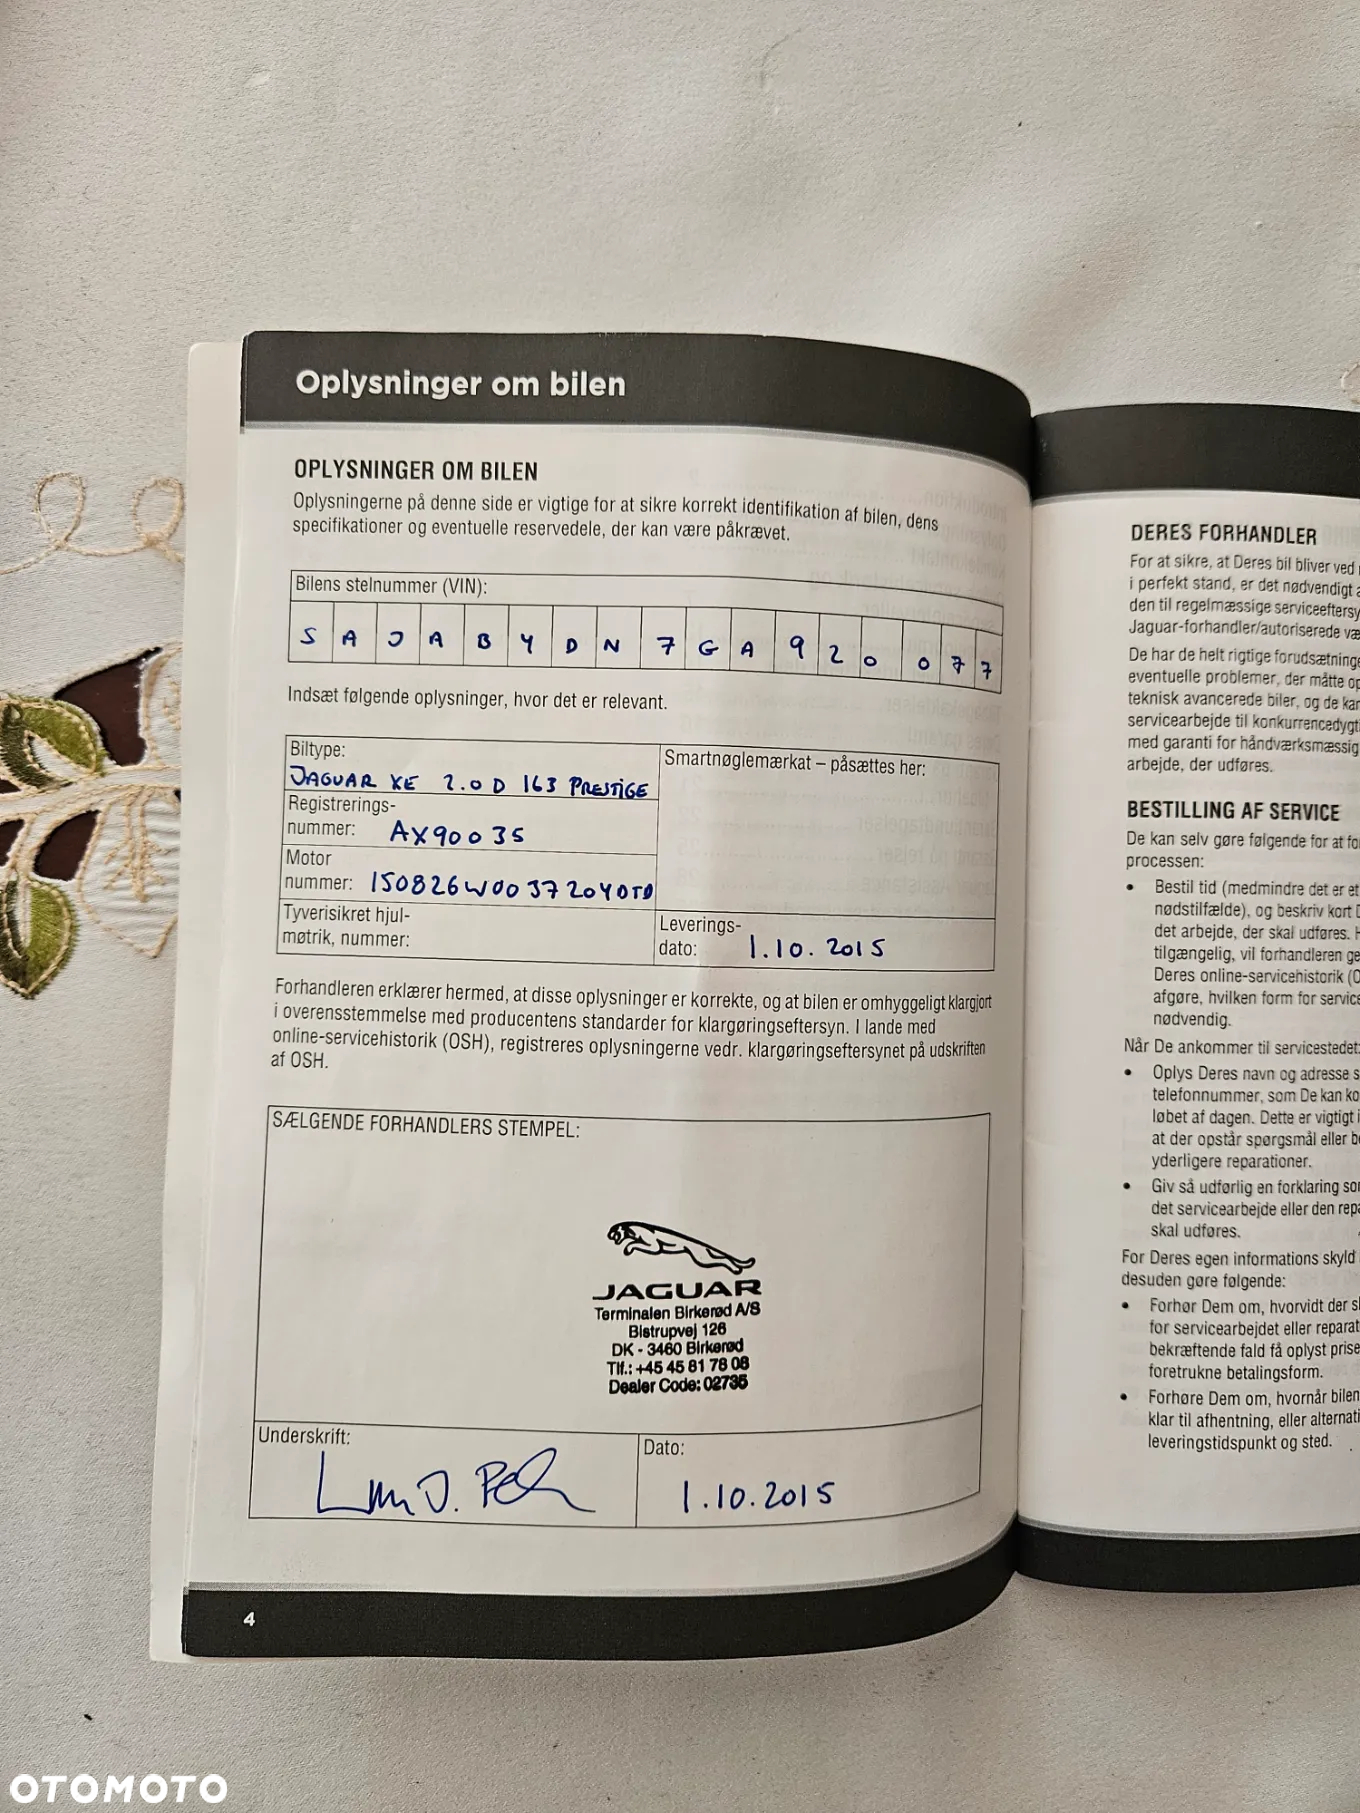 Oplysninger om bilen
OPLYSNINGER OM BILEN
Oplysningerne på denne side er vigtige for at sikre korrekt identifikation af bilen, dens
specifikationer og eventuelle reservedele, der kan være påkrævet.
Bilens stelnummer (VIN):
S A J A B 4 D N 7 G A 9 2 0 0 7 7
Indsæt følgende oplysninger, hvor det er relevant.
Biltype:
JAGUAR XE 2.0 D 163 PRESTIGE
Registrerings-
nummer: AX90035
Motor
nummer: 150826W0037204DTD
Tyverisikret hjul-
møtrik, nummer:
Smartnøglemærkat – påsættes her:
Leverings-
dato: 1.10.2015
Forhandleren erklærer hermed, at disse oplysninger er korrekte, og at bilen er omhyggeligt klargjort
i overensstemmelse med producentens standarder for klargøringseftersyn. I lande med
online-servicehistorik (OSH), registreres oplysningerne vedr. klargøringseftersynet på udskriften
af OSH.
SÆLGENDE FORHANDLERS STEMPEL:
JAGUAR
Terminalen Birkerød A/S
Bistrupvej 126
DK - 3460 Birkerød
Tlf.: +45 45 81 78 08
Dealer Code: 02735
Underskrift:
Dato:
1.10.2015
4
DERES FORHANDLER
For at sikre, at Deres bil bliver ved
i perfekt stand, er det nødvendigt
den til regelmæssige
Jaguar-forhandler/autoriserede
De har de helt rigtige
eventuelle problemer, der måtte
teknisk avancerede biler, og de
servicearbejde til
med garanti for
arbejde, der udføres.
BESTILLING AF SERVICE
De kan selv gøre følgende for at
processen:
• Bestil tid (medmindre det er
nødstilfælde), og beskriv kort
det arbejde, der skal udføres.
tilgængelig, vil forhandleren
Deres online-servicehistorik
afgøre, hvilken form for
nødvendig.
Når De ankommer til servicestedet:
• Oplys Deres navn og adresse
telefonnummer, som De kan
løbet af dagen. Dette er vigtigt
at der opstår spørgsmål eller
yderligere reparationer.
• Giv så udførlig en forklaring
det servicearbejde eller den
skal udføres.
For Deres egen informations skyld
desuden gøre følgende:
• Forhør Dem om, hvorvidt der
for servicearbejdet eller
bekræftende fald få oplyst
foretrukne betalingsform.
• Forhøre Dem om, hvornår
klar til afhentning, eller
leveringstidspunkt og sted.
OTOMOTO